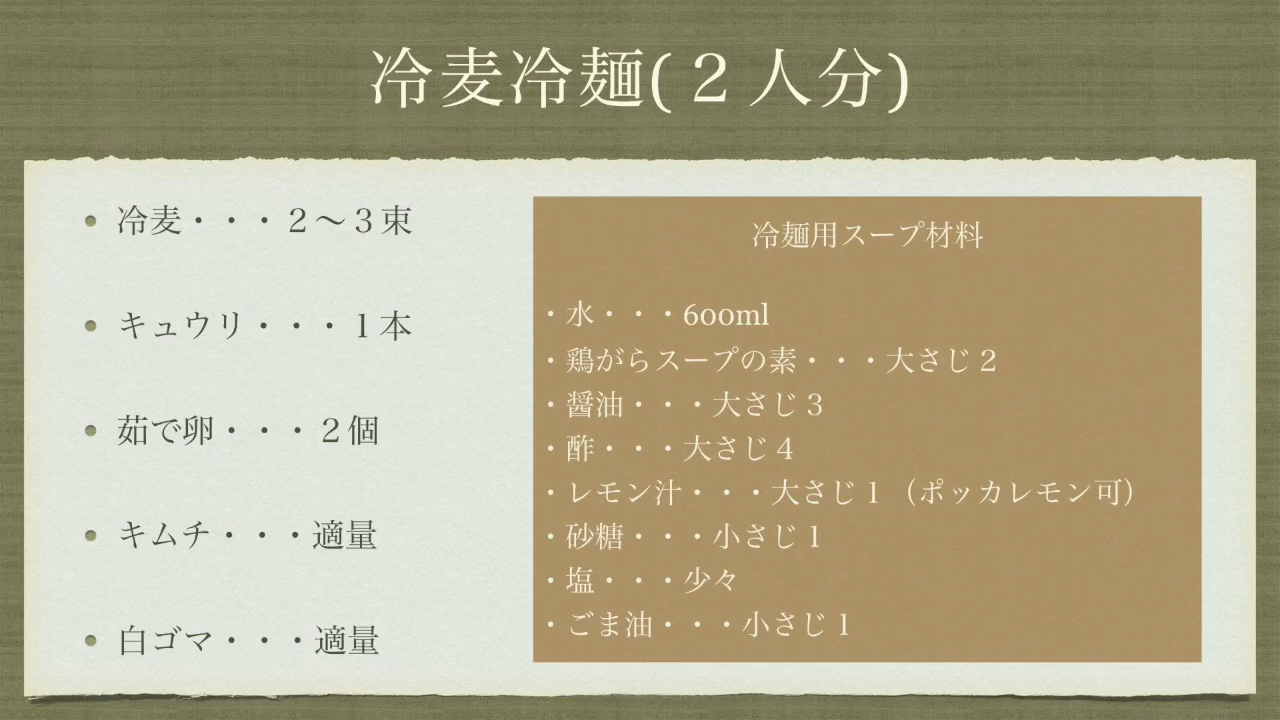 冷麦冷麺(２人分)
• 冷麦・・・２〜３束
• キュウリ・・・１本
• 茹で卵・・・２個
• キムチ・・・適量
• 白ゴマ・・・適量
冷麺用スープ材料
・水・・・600ml
・鶏がらスープの素・・・大さじ２
・醤油・・・大さじ３
・酢・・・大さじ４
・レモン汁・・・大さじ１（ポッカレモン可）
・砂糖・・・小さじ１
・塩・・・少々
・ごま油・・・小さじ１